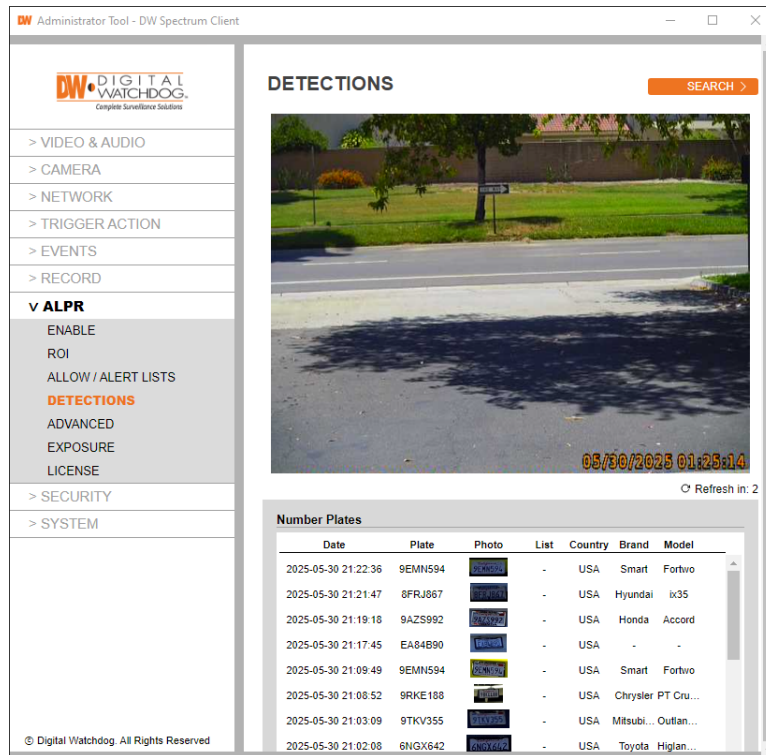 DW Administrator Tool - DW Spectrum Client
DW DIGITAL WATCHDOG
Complete Surveillance Solutions
> VIDEO & AUDIO
> CAMERA
> NETWORK
> TRIGGER ACTION
> EVENTS
> RECORD
v ALPR
ENABLE
ROI
ALLOW / ALERT LISTS
DETECTIONS
ADVANCED
EXPOSURE
LICENSE
> SECURITY
> SYSTEM
© Digital Watchdog. All Rights Reserved
DETECTIONS
SEARCH >
05/30/2025 01:25:14
Refresh in: 2
Number Plates
Date Plate Photo List Country Brand Model
2025-05-30 21:22:36 9EMN594 9EMN594 - USA Smart Fortwo
2025-05-30 21:21:47 8FRJ867 8FRJ867 - USA Hyundai ix35
2025-05-30 21:19:18 9AZS992 9AZS992 - USA Honda Accord
2025-05-30 21:17:45 EA84B90 - USA - -
2025-05-30 21:09:49 9EMN594 9EMN594 - USA Smart Fortwo
2025-05-30 21:08:52 9RKE188 - USA Chrysler PT Cru...
2025-05-30 21:03:09 9TKV355 9TKV355 - USA Mitsubi... Outlan...
2025-05-30 21:02:08 6NGX642 6NGX642 - USA Toyota Higlan...